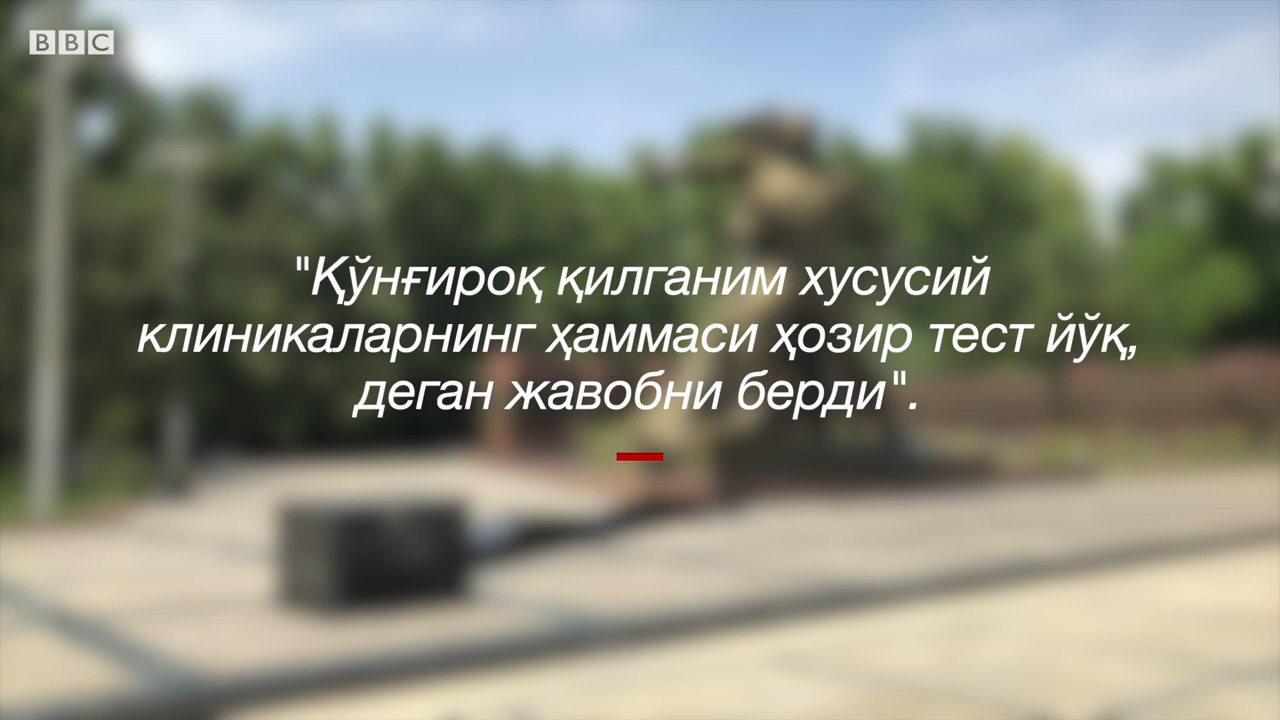 BBC
"Қўнғироқ қилганим хусусий
клиникаларнинг ҳаммаси ҳозир тест йўқ,
деган жавобни берди".